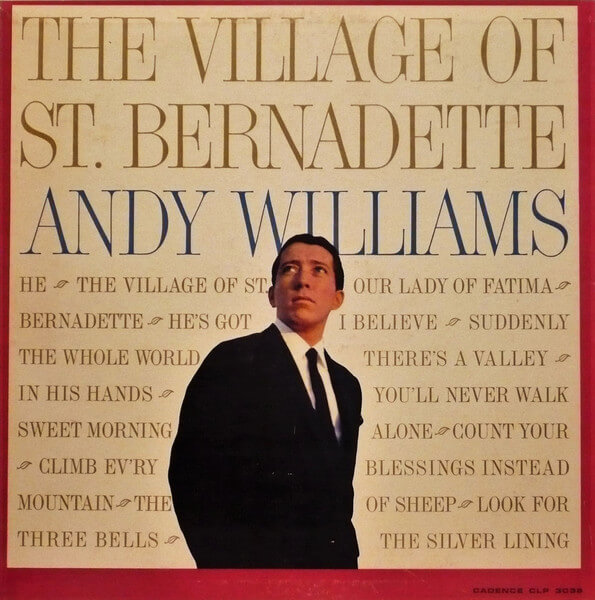 THE VILLAGE OF
ST. BERNADETTE
ANDY WILLIAMS
HE THE VILLAGE OF ST.
BERNADETTE HE'S GOT
THE WHOLE WORLD
IN HIS HANDS
SWEET MORNING
CLIMB EV'RY
MOUNTAIN THE
THREE BELLS
OUR LADY OF FATIMA
I BELIEVE SUDDENLY
THERE'S A VALLEY
YOU'LL NEVER WALK
ALONE COUNT YOUR
BLESSINGS INSTEAD
OF SHEEP LOOK FOR
THE SILVER LINING
CADENCE CLP 3038